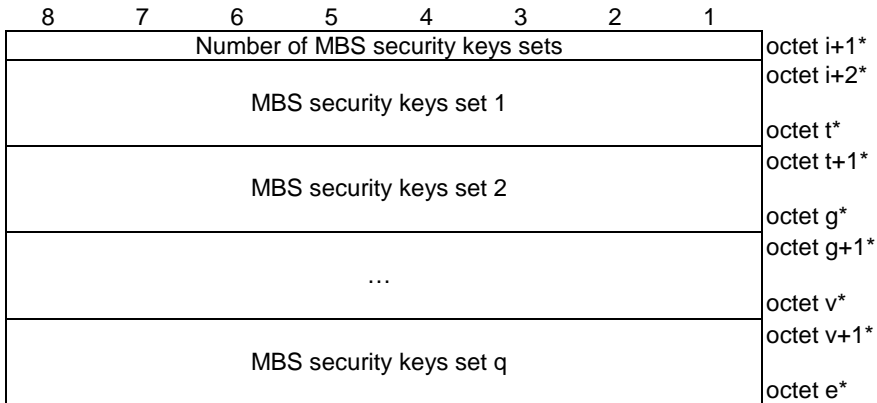 8 7 6 5 4 3 2 1
Number of MBS security keys sets octet i+1*
octet i+2*
MBS security keys set 1
octet t*
octet t+1*
MBS security keys set 2
octet g*
octet g+1*
…
octet v*
octet v+1*
MBS security keys set q
octet e*